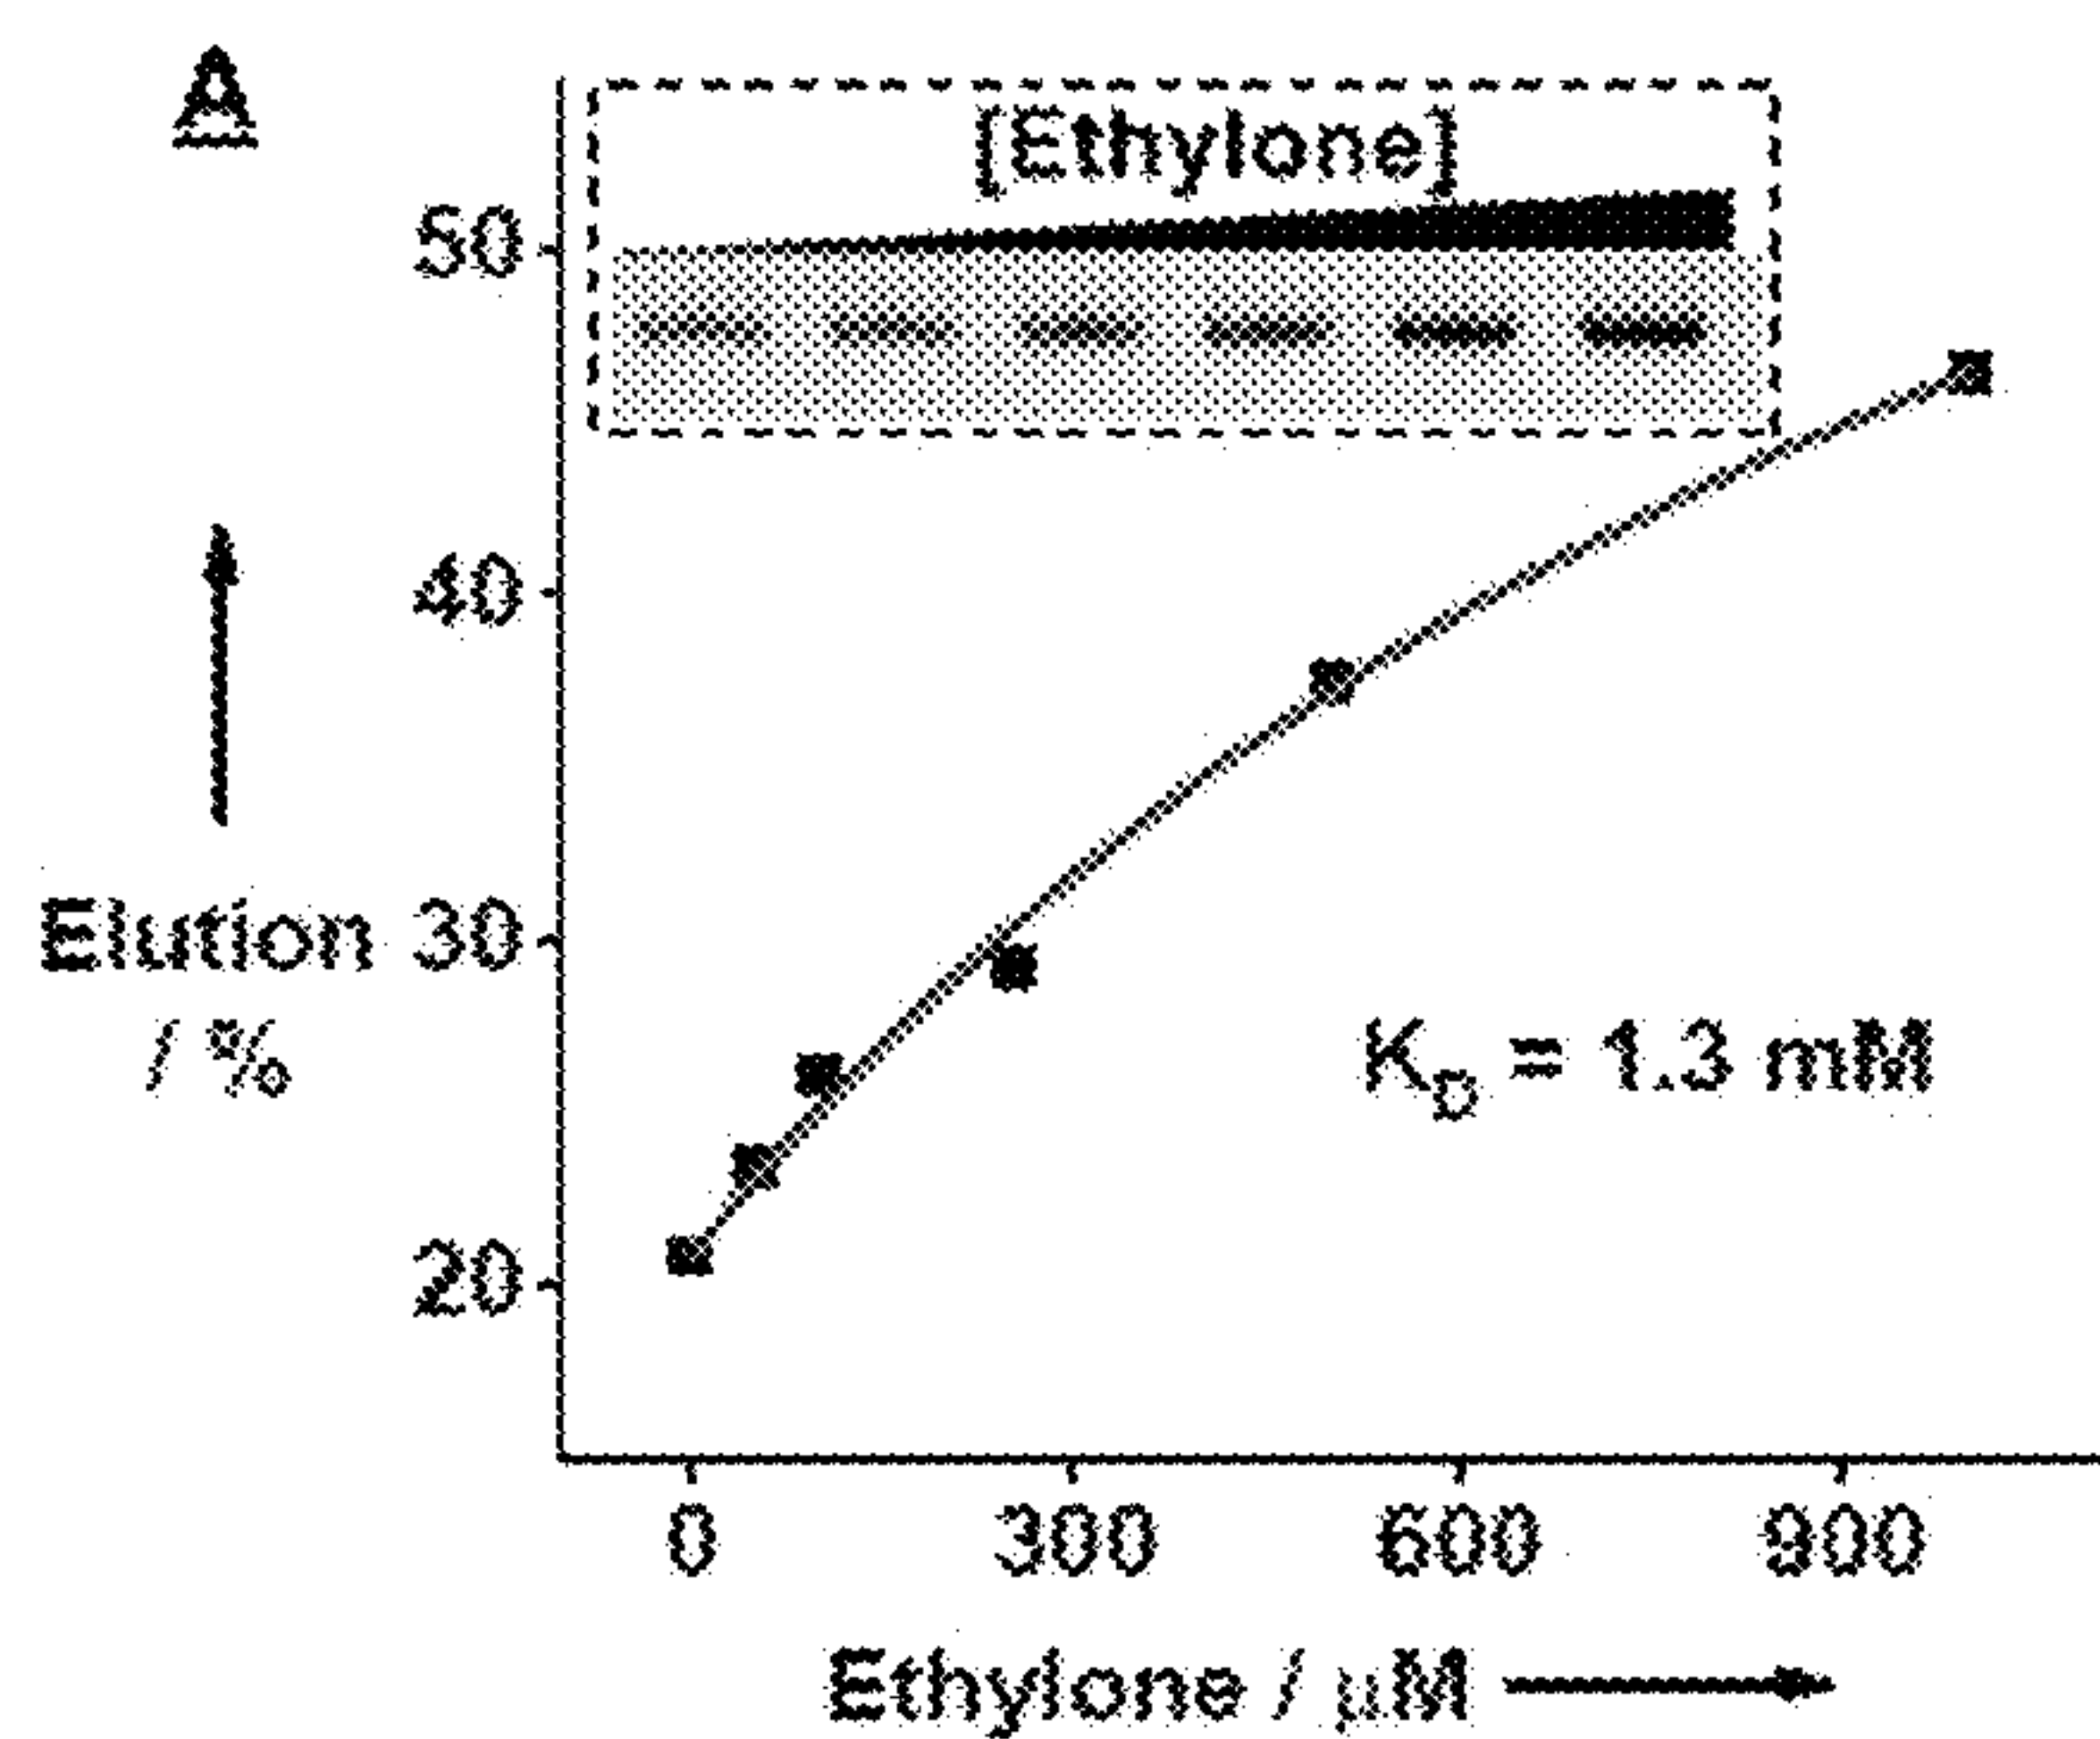 A
[Ethylone]
50
40
Elution 30
/ %
K_D = 1.3 mM
20
0 300 600 900
Ethylone / µM